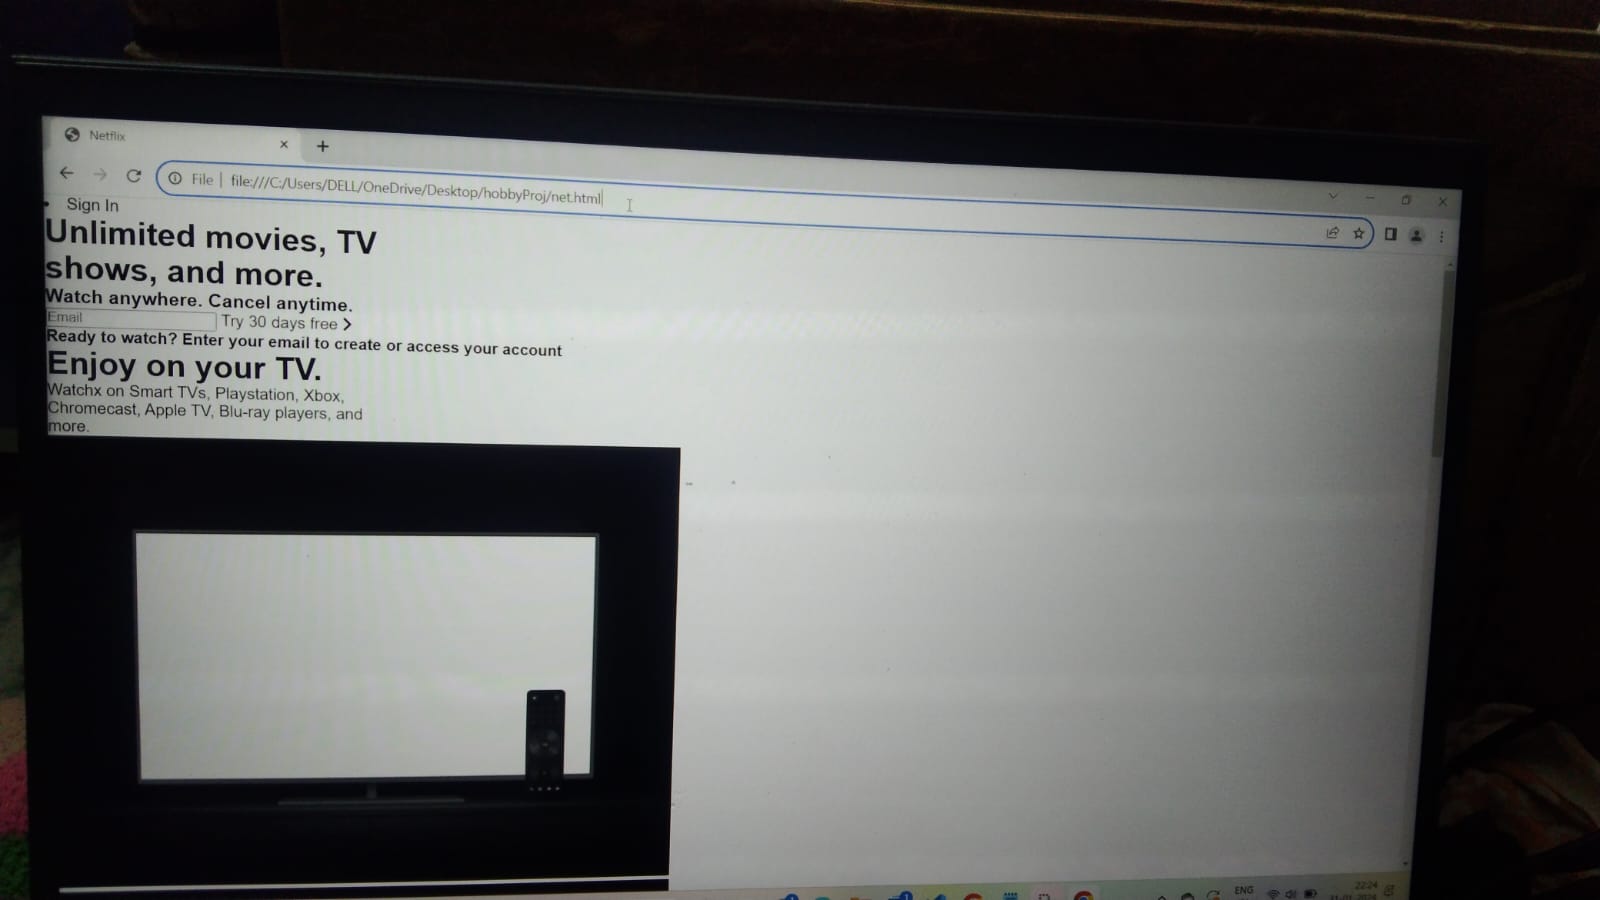 Netflix
File
file:///C:/Users/DELL/OneDrive/Desktop/hobbyProj/net.html
Sign In
Unlimited movies, TV
shows, and more.
Watch anywhere. Cancel anytime.
Email
Try 30 days free
Ready to watch? Enter your email to create or access your account
Enjoy on your TV.
Watchx on Smart TVs, Playstation, Xbox,
Chromecast, Apple TV, Blu-ray players, and
more.
ENG
22:24